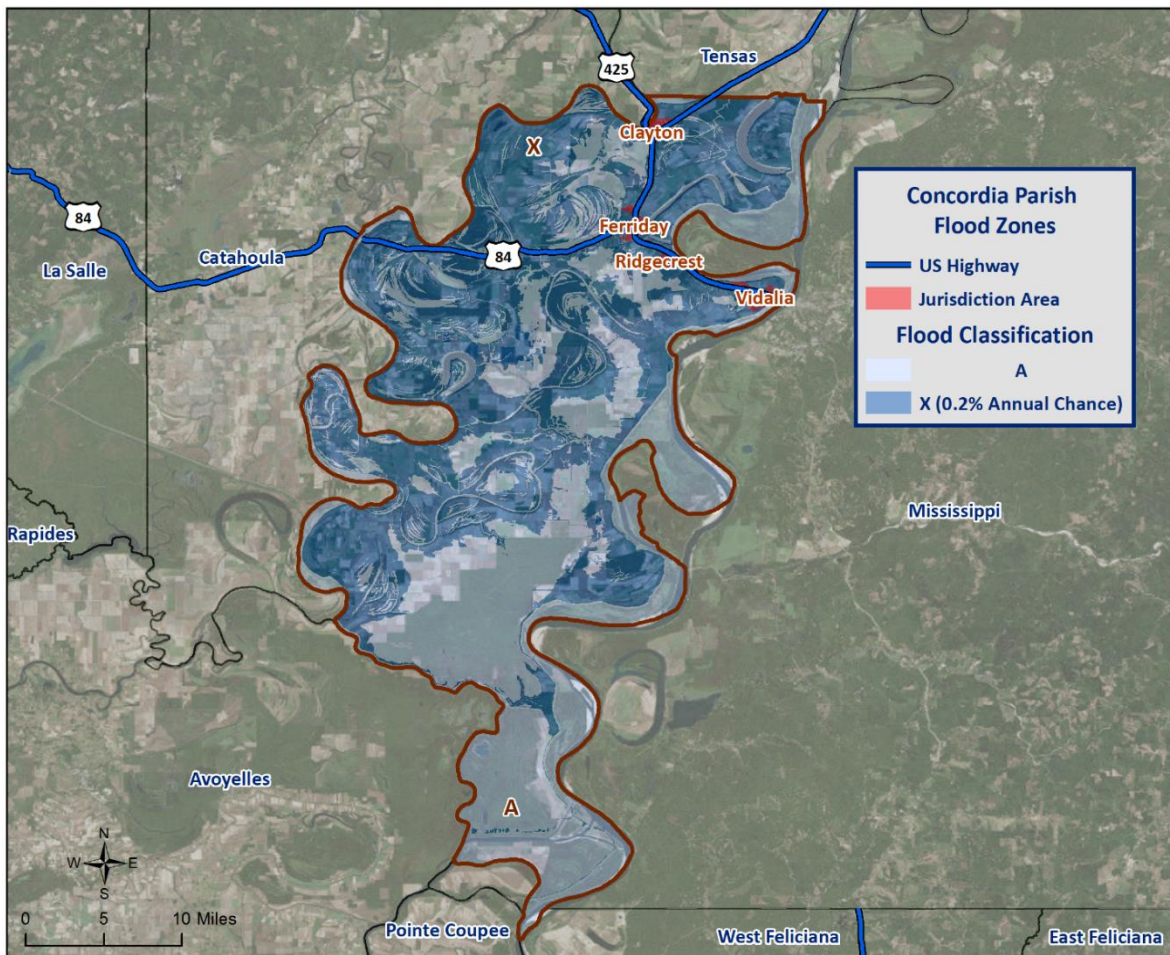 Tensas
425
Clayton
X
84
Catahoula
La Salle
84
Ferriday
Ridgecrest
Vidalia
Concordia Parish
Flood Zones
US Highway
Jurisdiction Area
Flood Classification
A
X (0.2% Annual Chance)
Rapides
Mississippi
Avoyelles
A
N
W
E
S
0
5
10 Miles
Pointe Coupee
West Feliciana
East Feliciana